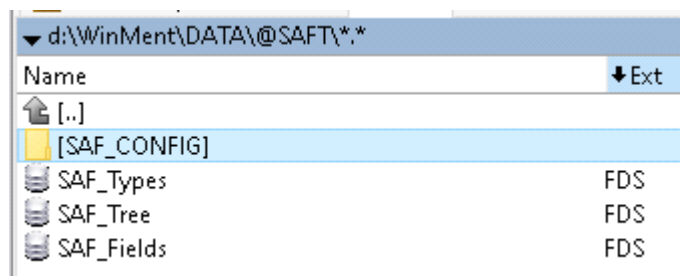 d:\WinMent\DATA\@SAFT\*.*
Name Ext
[..]
[SAF_CONFIG]
SAF_Types FDS
SAF_Tree FDS
SAF_Fields FDS